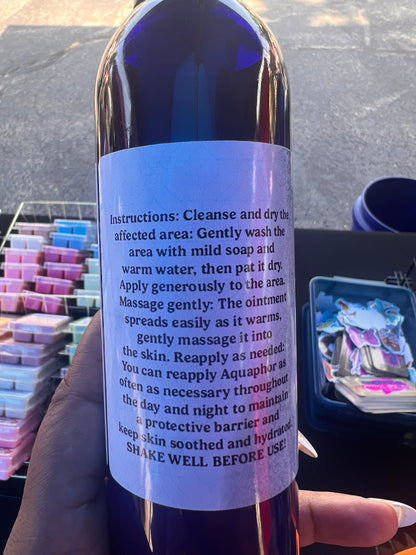 Instructions: Cleanse and dry the
affected area: Gently wash the
area with mild soap and
warm water, then pat it dry.
Apply generously to the area.
Massage gently: The ointment
spreads easily as it warms,
gently massage it into
the skin. Reapply as needed:
You can reapply Aquaphor as
often as necessary throughout
the day and night to maintain
a protective barrier and
keep skin soothed and hydrated.
SHAKE WELL BEFORE USE!